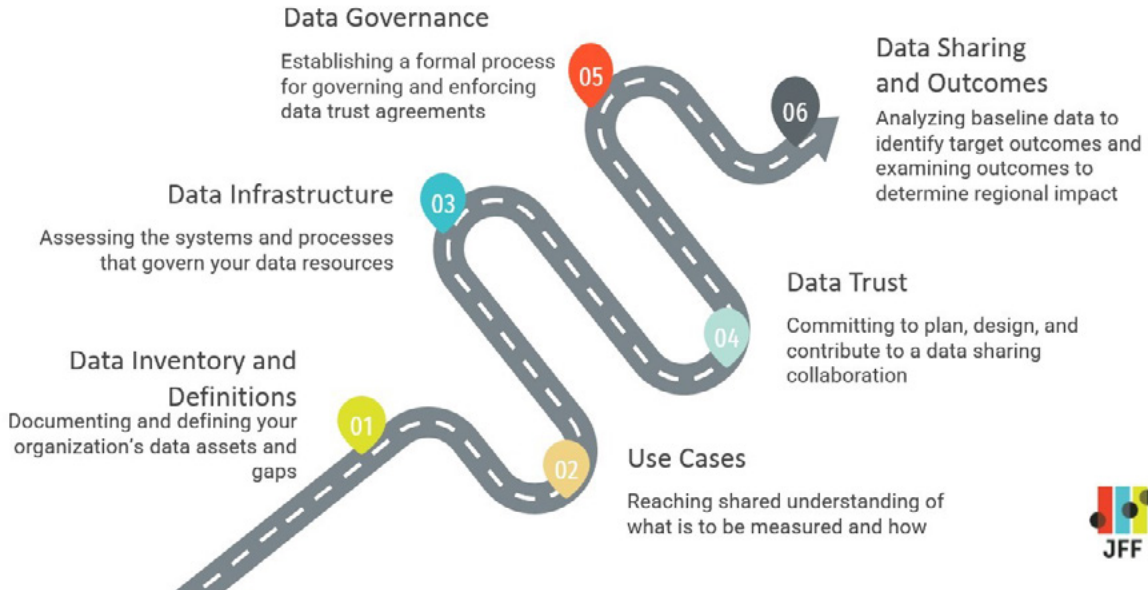 Data Governance
Establishing a formal process
for governing and enforcing
data trust agreements
05
06
Data Sharing
and Outcomes
Analyzing baseline data to
identify target outcomes and
examining outcomes to
determine regional impact
Data Infrastructure
Assessing the systems and processes
that govern your data resources
03
Data Trust
Committing to plan, design, and
contribute to a data sharing
collaboration
04
Data Inventory and
Definitions
Documenting and defining your
organization’s data assets and
gaps
01
02
Use Cases
Reaching shared understanding of
what is to be measured and how
JFF